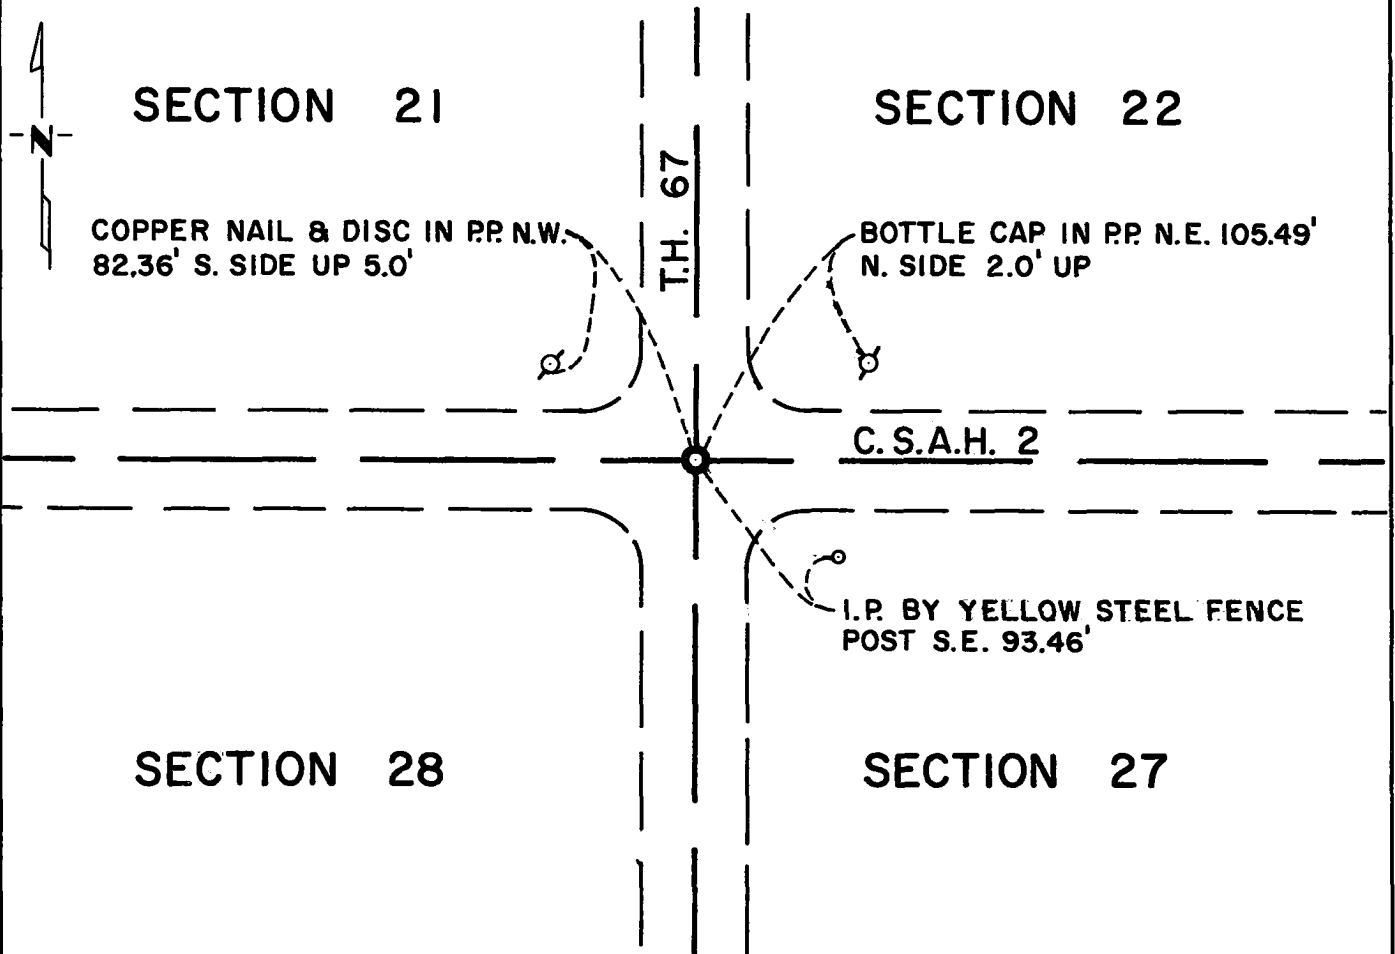 SECTION 21
SECTION 22
N
T.H. 67
COPPER NAIL & DISC IN P.P. N.W.
82.36' S. SIDE UP 5.0'
BOTTLE CAP IN P.P. N.E. 105.49'
N. SIDE 2.0' UP
C.S.A.H. 2
I.P. BY YELLOW STEEL FENCE
POST S.E. 93.46'
SECTION 28
SECTION 27